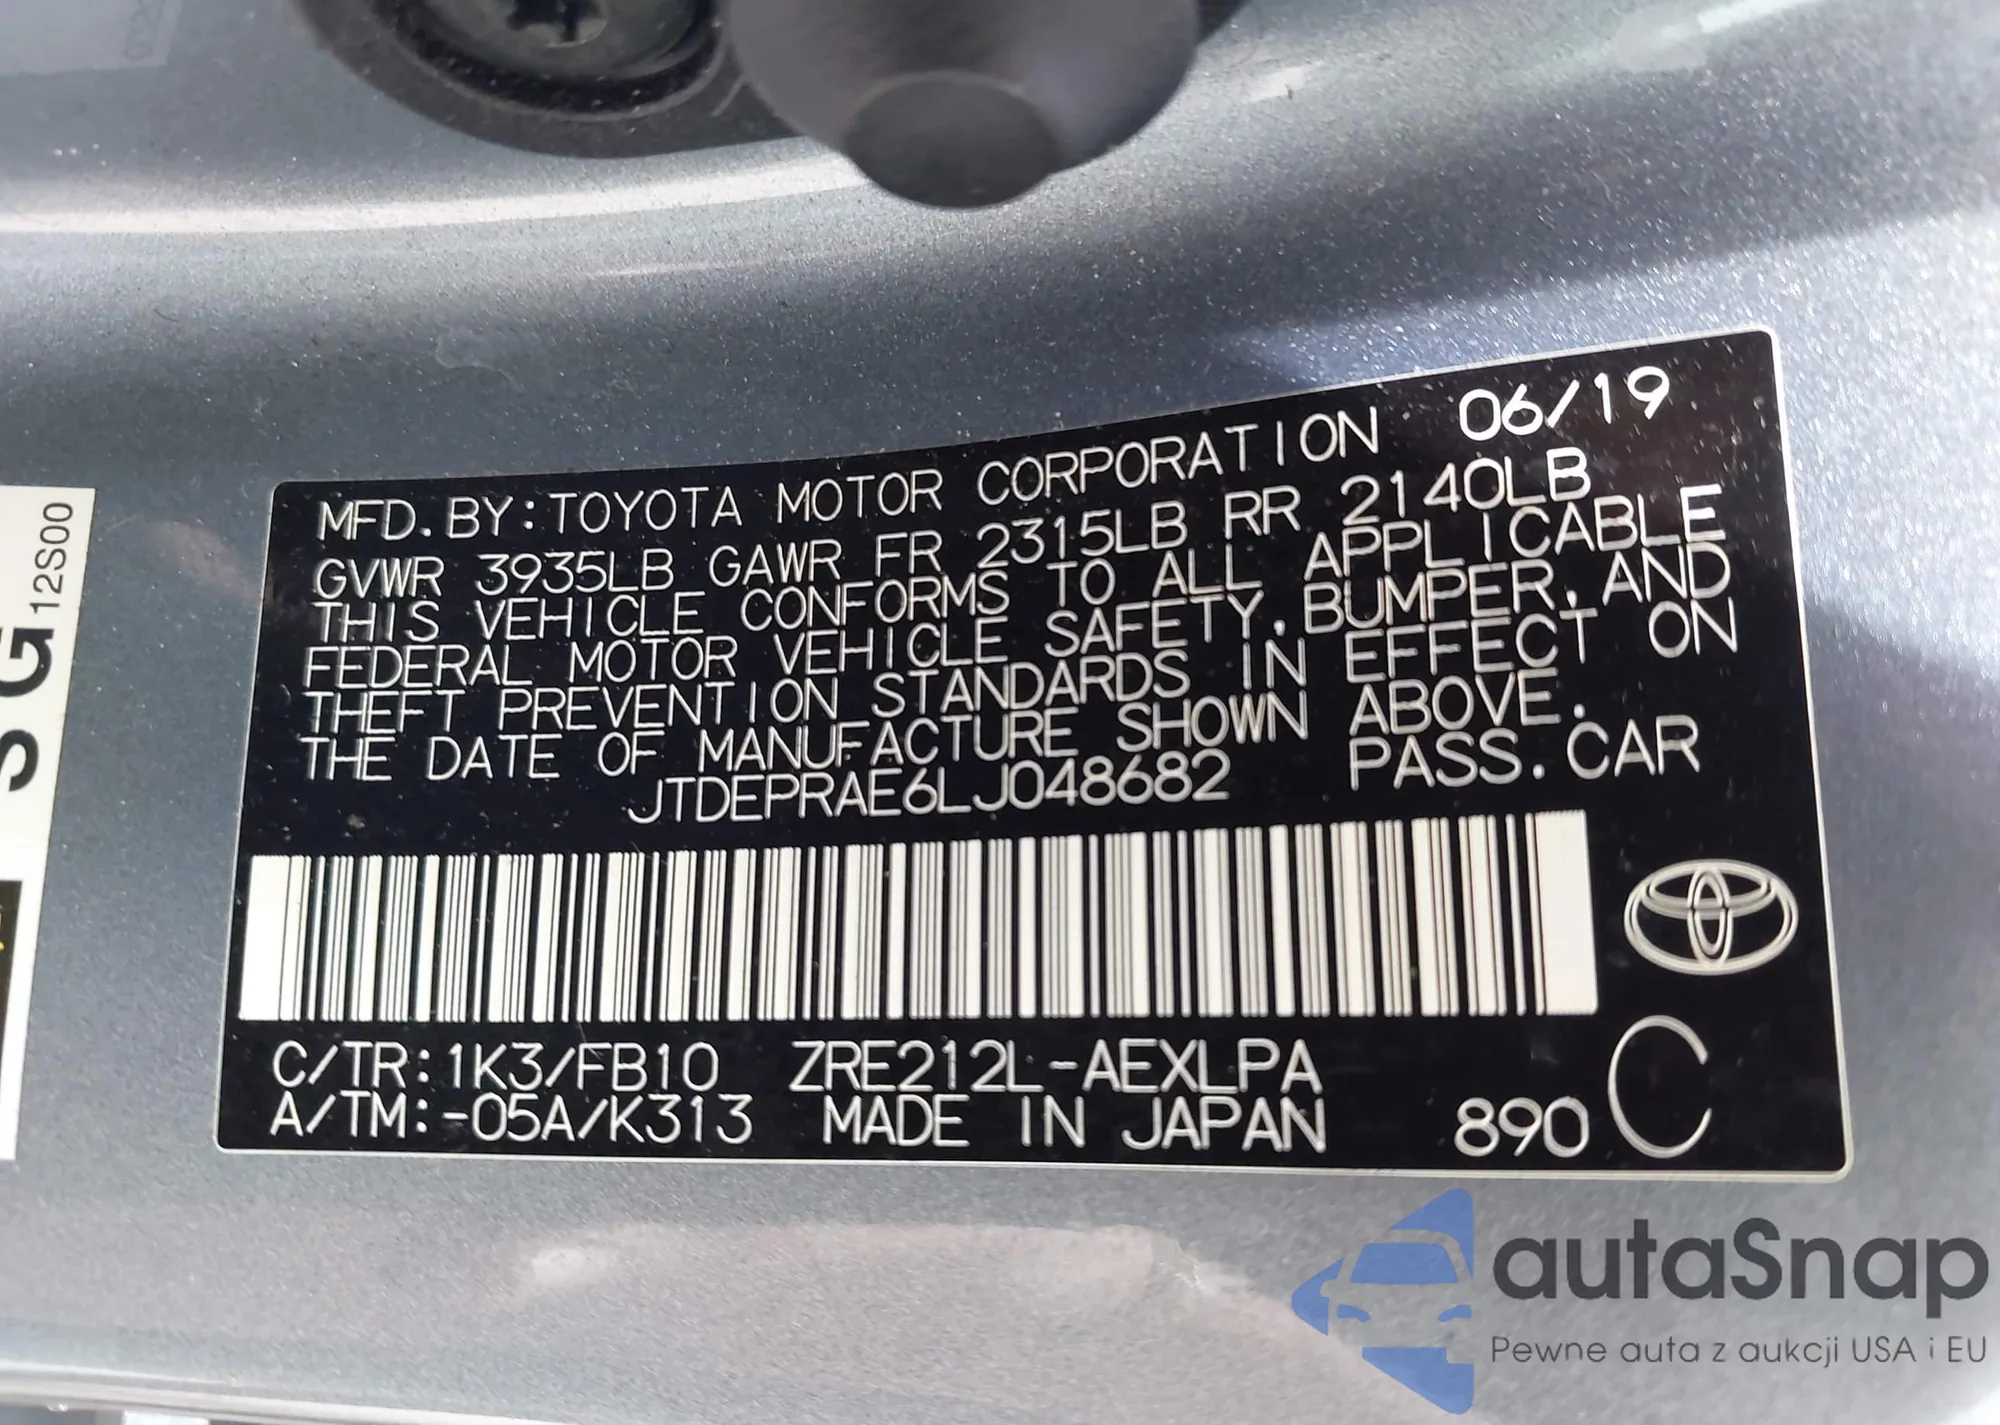 MFD. BY: TOYOTA MOTOR CORPORATION 06/19
GVWR 3935LB GAWR FR 2315LB RR 2140LB
THIS VEHICLE CONFORMS TO ALL APPLICABLE
FEDERAL MOTOR VEHICLE SAFETY, BUMPER, AND
THEFT PREVENTION STANDARDS IN EFFECT ON
THE DATE OF MANUFACTURE SHOWN ABOVE.
JTDEPRAE6LJ048682 PASS. CAR
C/TR: 1K3/FB10 ZRE212L-AEXLPA
A/TM: -05A/K313 MADE IN JAPAN 890 C
12S00
autaSnap
Pewne auta z aukcji USA i EU